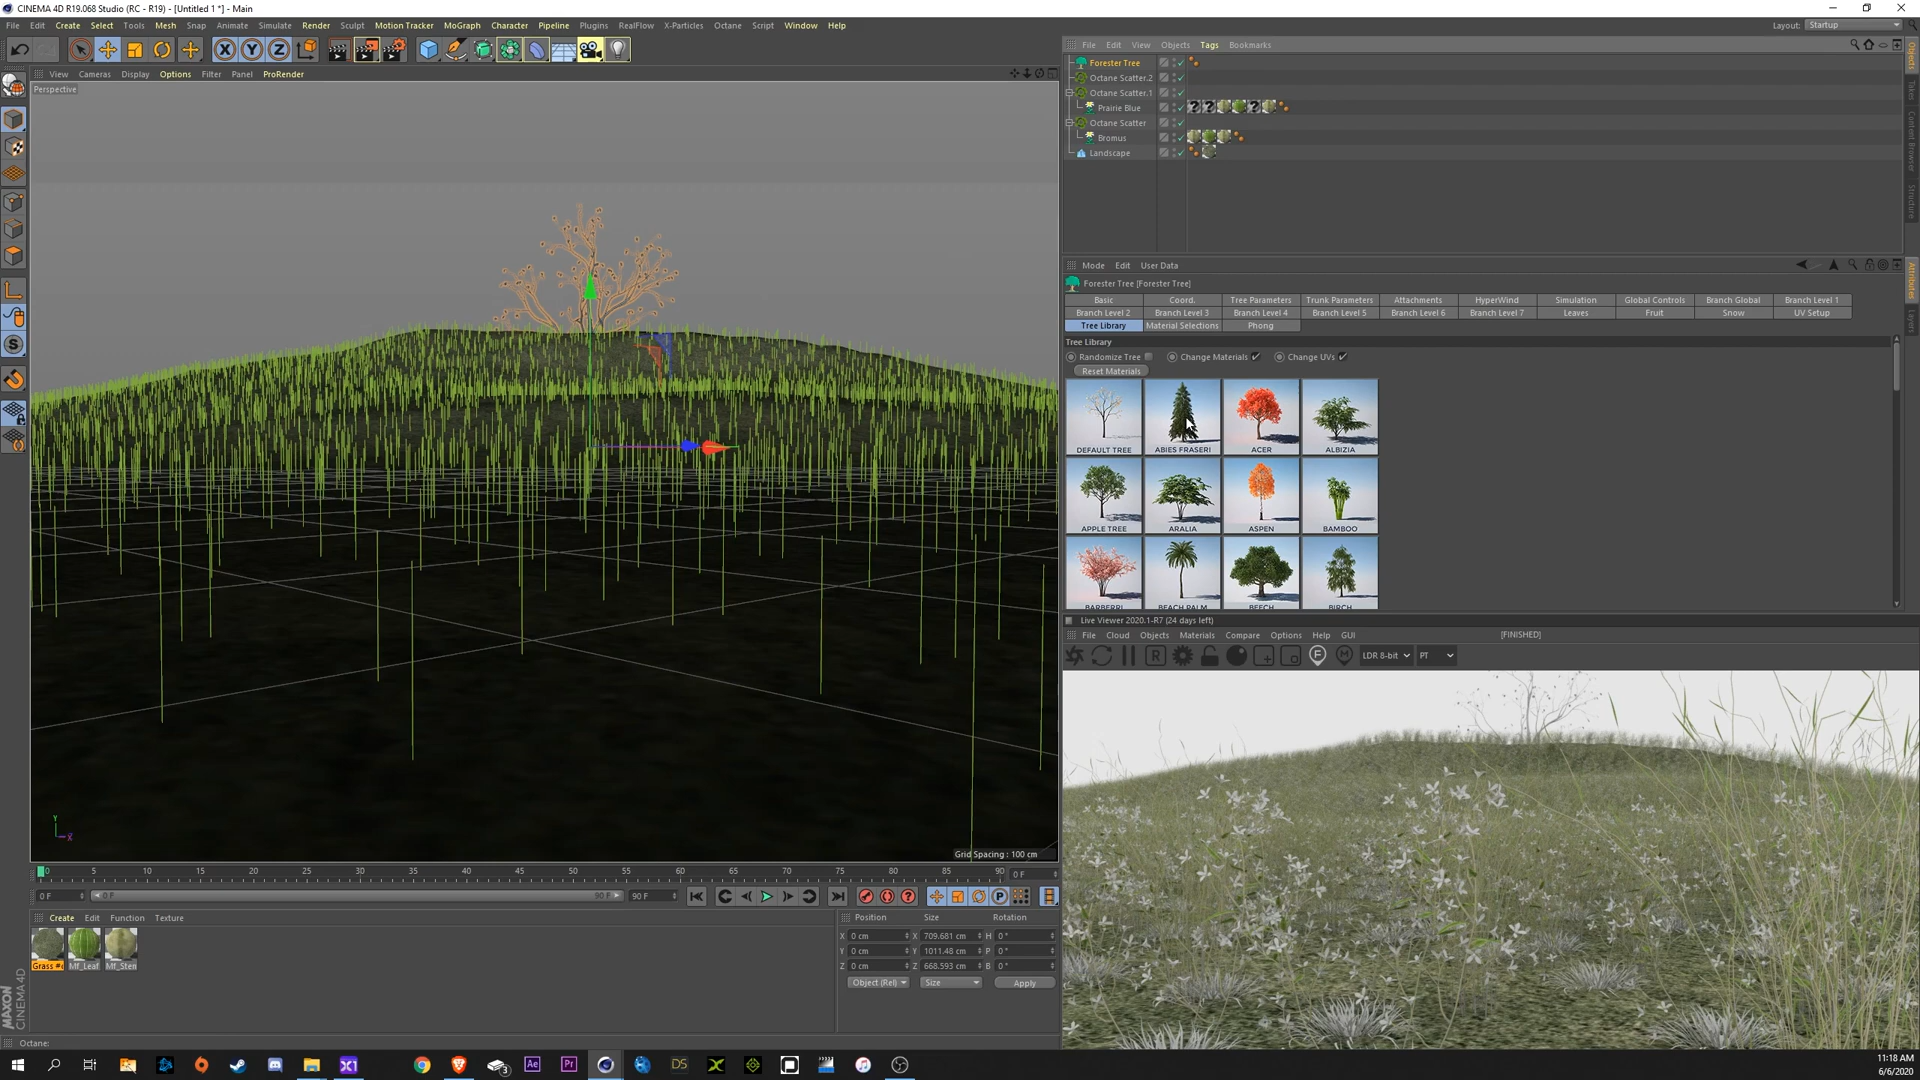 CINEMA 4D R19.068 Studio (RC - R19) - [Untitled 1 *] - Main
File Edit Create Select Tools Mesh Snap Animate Simulate Render Sculpt Motion Tracker MoGraph Character Pipeline Plugins RealFlow X-Particles Octane Script Window Help
Layout: Startup
View Cameras Display Options Filter Panel ProRender
Perspective
Grid Spacing : 100 cm
File Edit View Objects Tags Bookmarks
Forester Tree
Octane Scatter.2
Octane Scatter.1
Prairie Blue
Octane Scatter
Bromus
Landscape
Objects
Takes
Content Browser
Structure
Attributes
Layers
Mode Edit User Data
Forester Tree [Forester Tree]
Basic Coord. Tree Parameters Trunk Parameters Attachments HyperWind Simulation Global Controls Branch Global Branch Level 1
Branch Level 2 Branch Level 3 Branch Level 4 Branch Level 5 Branch Level 6 Branch Level 7 Leaves Fruit Snow UV Setup
Tree Library Material Selections Phong
Tree Library
Randomize Tree Change Materials Change UVs
Reset Materials
DEFAULT TREE ABIES FRASERI ACER ALBIZIA
APPLE TREE ARALIA ASPEN BAMBOO
BARBERRI BEACH PALM BEECH BIRCH
Live Viewer 2020.1-R7 (24 days left)
File Cloud Objects Materials Compare Options Help GUI [FINISHED]
LDR 8-bit PT
0 5 10 15 20 25 30 35 40 45 50 55 60 65 70 75 80 85 90 0 F
0 F 0 F 90 F 90 F
Create Edit Function Texture
Mf_Leaf Mf_Sten
Position Size Rotation
X 0 cm X 709.681 cm H 0 °
Y 0 cm Y 1011.48 cm P 0 °
Z 0 cm Z 668.593 cm B 0 °
Object (Rel) Size Apply
MAXON
CINEMA 4D
Octane:
11:18 AM
6/6/2020